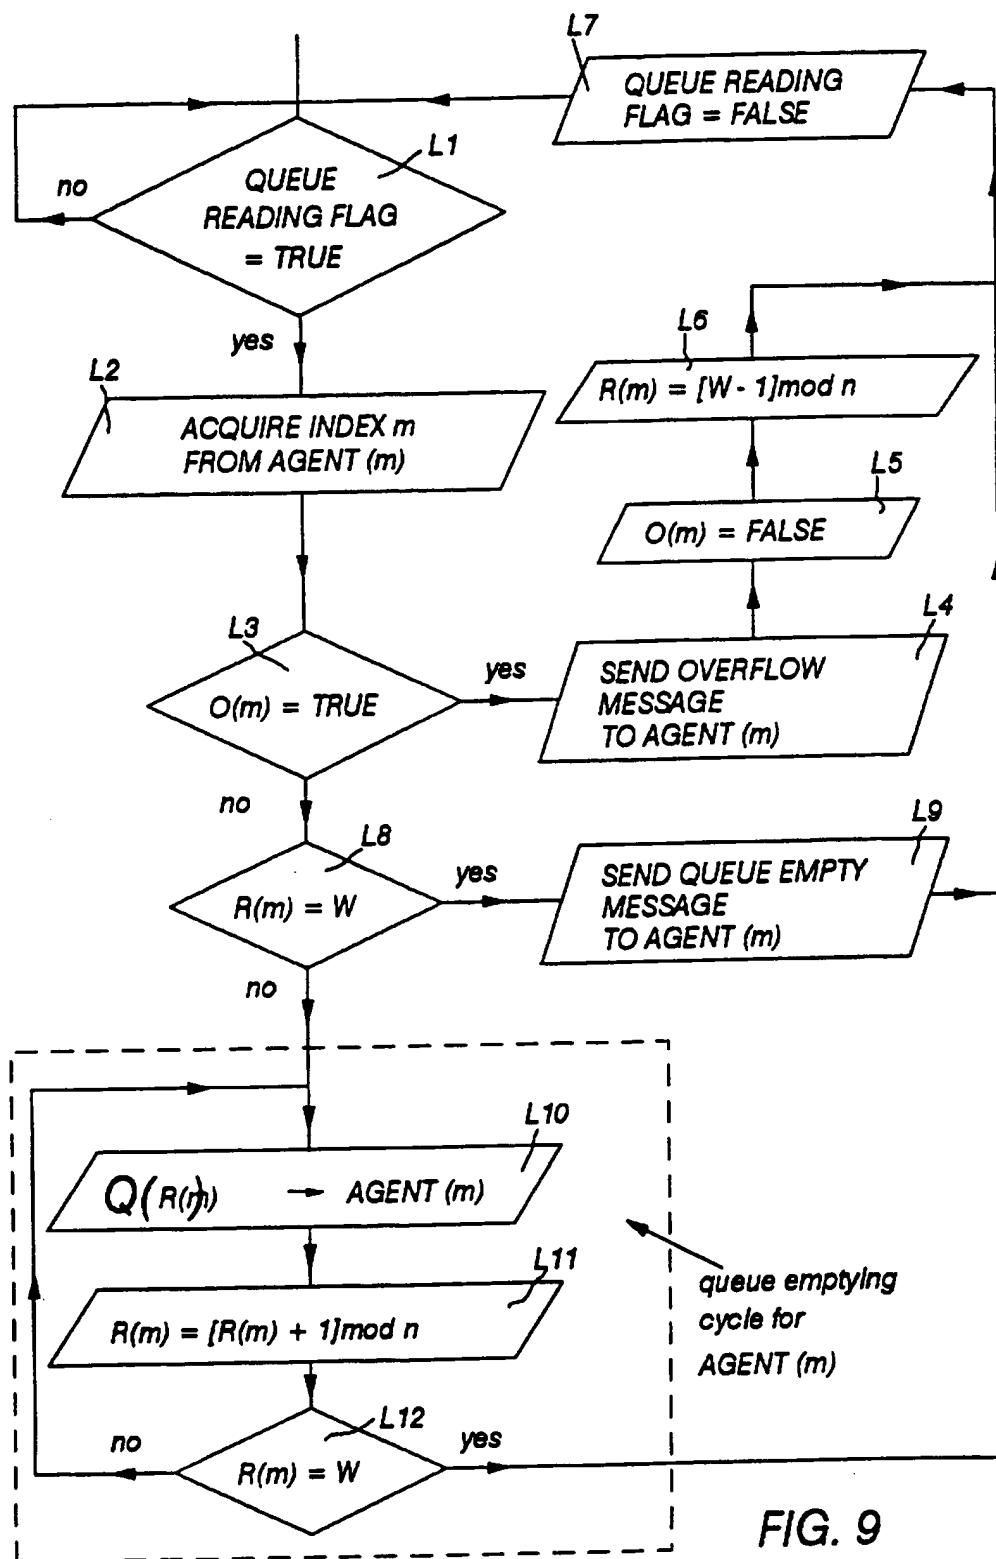 L7
QUEUE READING
FLAG = FALSE
L1
QUEUE
READING FLAG
= TRUE
no
yes
L2
ACQUIRE INDEX m
FROM AGENT (m)
L6
R(m) = [W - 1]mod n
L5
O(m) = FALSE
L3
O(m) = TRUE
yes
no
L4
SEND OVERFLOW
MESSAGE
TO AGENT (m)
L8
R(m) = W
yes
no
L9
SEND QUEUE EMPTY
MESSAGE
TO AGENT (m)
L10
Q(R(m)) → AGENT (m)
L11
R(m) = [R(m) + 1]mod n
queue emptying
cycle for
AGENT (m)
L12
R(m) = W
no
yes
FIG. 9